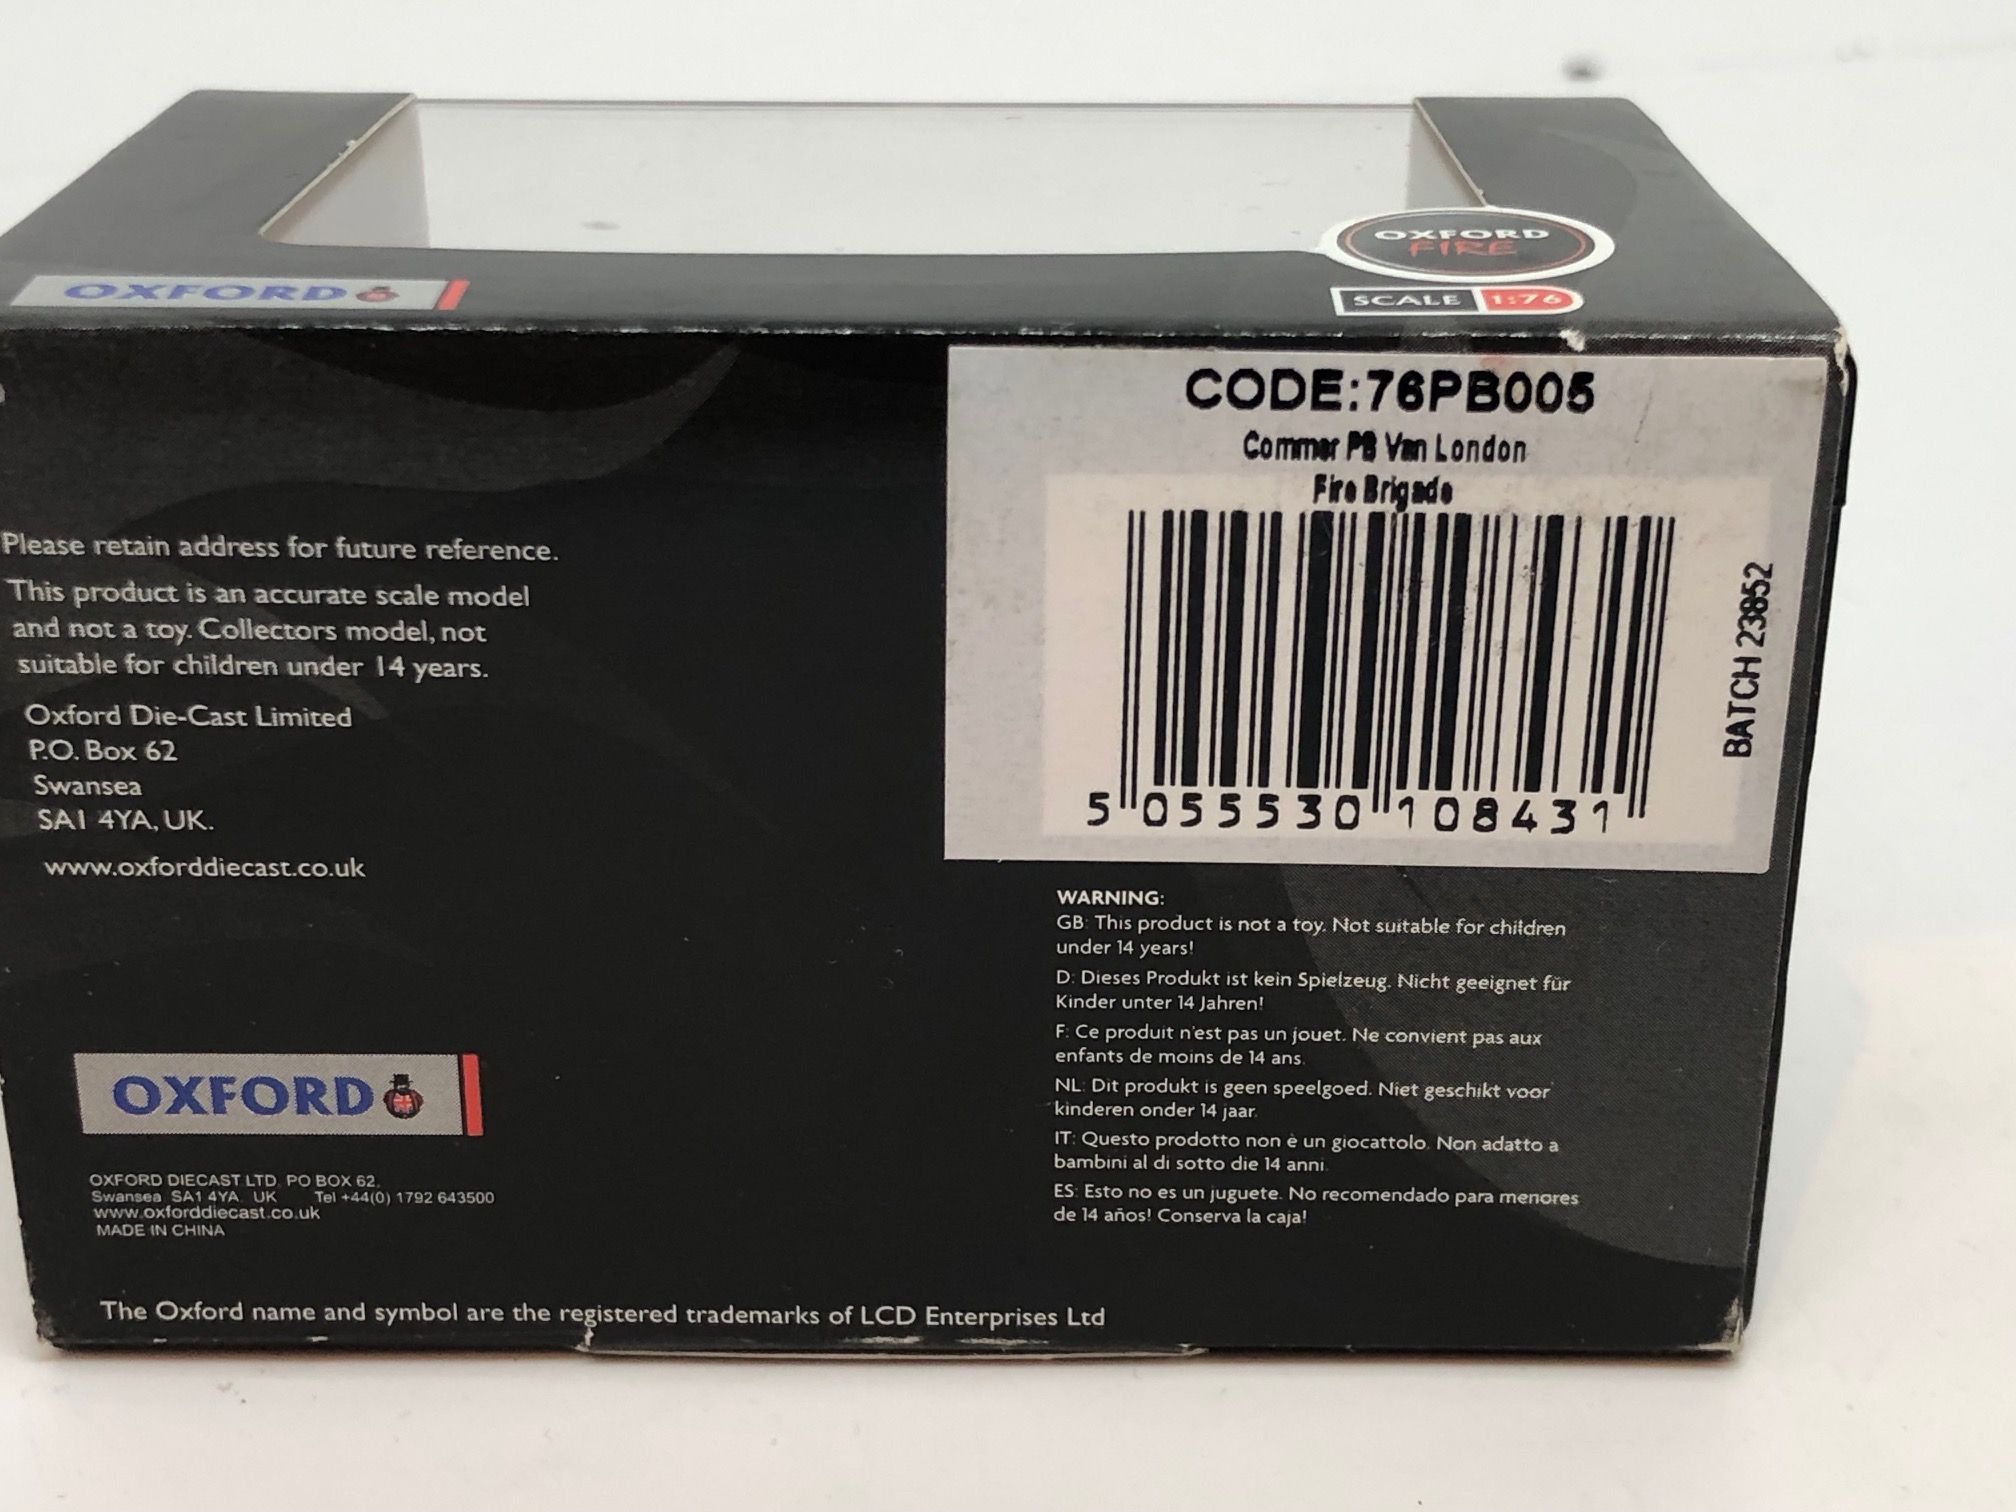 OXFORD
OXFORD
FIRE
SCALE 1:76
CODE:76PB005
Commer PB Van London
Fire Brigade
5 055530 108431
BATCH 23852
Please retain address for future reference.
This product is an accurate scale model
and not a toy. Collectors model, not
suitable for children under 14 years.
Oxford Die-Cast Limited
P.O. Box 62
Swansea
SA1 4YA, UK.
www.oxforddiecast.co.uk
WARNING:
GB: This product is not a toy. Not suitable for children
under 14 years!
D: Dieses Produkt ist kein Spielzeug. Nicht geeignet für
Kinder unter 14 Jahren!
F: Ce produit n'est pas un jouet. Ne convient pas aux
enfants de moins de 14 ans.
NL: Dit produkt is geen speelgoed. Niet geschikt voor
kinderen onder 14 jaar.
IT: Questo prodotto non è un giocattolo. Non adatto a
bambini al di sotto die 14 anni.
ES: Esto no es un juguete. No recomendado para menores
de 14 años! Conserva la caja!
OXFORD
OXFORD DIECAST LTD. PO BOX 62,
Swansea. SA1 4YA. UK Tel +44(0) 1792 643500
www.oxforddiecast.co.uk
MADE IN CHINA
The Oxford name and symbol are the registered trademarks of LCD Enterprises Ltd